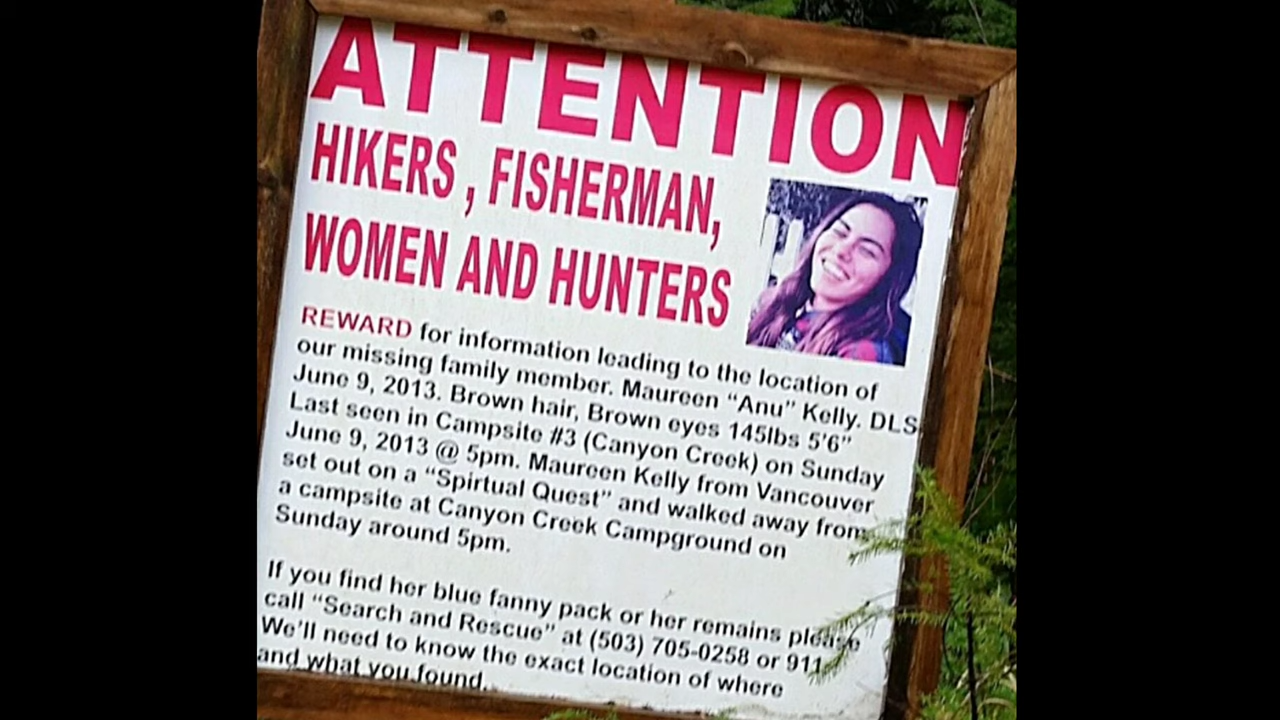 ATTENTION
HIKERS , FISHERMAN,
WOMEN AND HUNTERS
REWARD for information leading to the location of
our missing family member. Maureen “Anu” Kelly. DLS
June 9, 2013. Brown hair, Brown eyes 145lbs 5'6”
Last seen in Campsite #3 (Canyon Creek) on Sunday
June 9, 2013 @ 5pm. Maureen Kelly from Vancouver
set out on a “Spirtual Quest” and walked away from
a campsite at Canyon Creek Campground on
Sunday around 5pm.
If you find her blue fanny pack or her remains please
call “Search and Rescue” at (503) 705-0258 or 911
We'll need to know the exact location of where
and what you found.